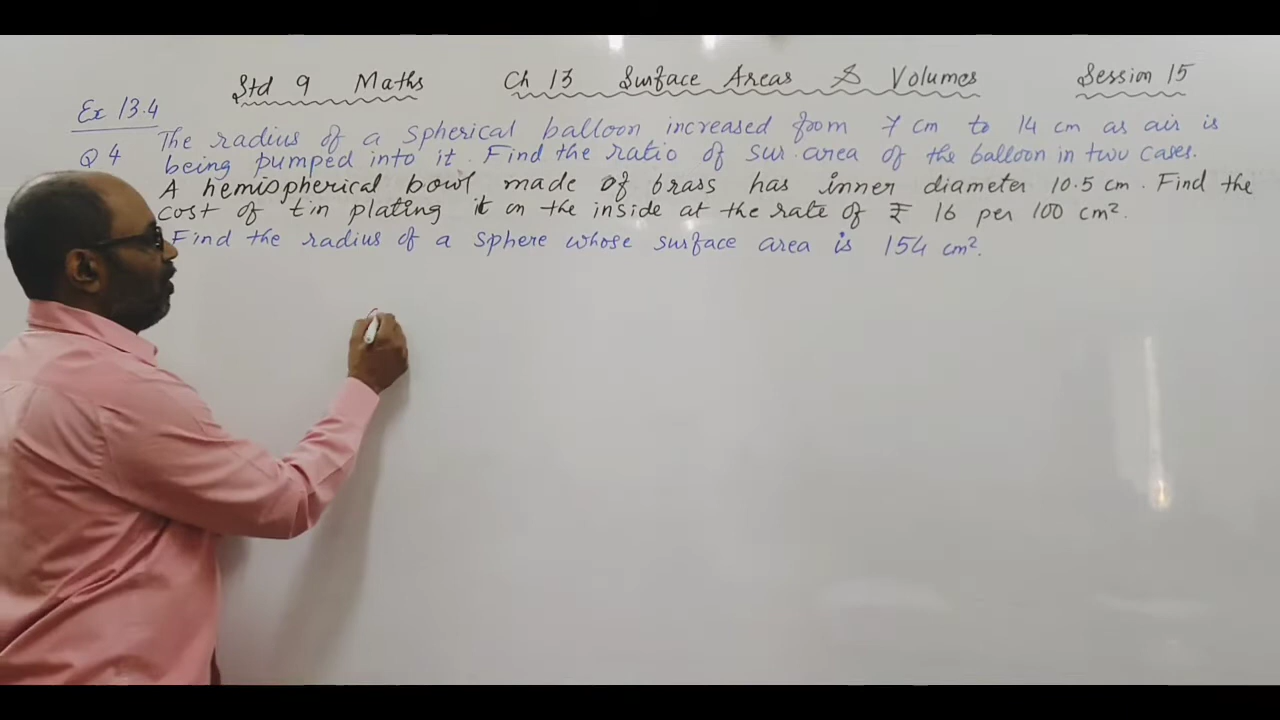 Std 9 Maths Ch 13 Surface Areas & Volumes Session 15
Ex 13.4
Q 4 The radius of a spherical balloon increased from 7 cm to 14 cm as air is
being pumped into it. Find the ratio of sur. area of the balloon in two cases.
A hemispherical bowl made of brass has inner diameter 10.5 cm. Find the
cost of tin plating it on the inside at the rate of ₹ 16 per 100 cm².
Find the radius of a sphere whose surface area is 154 cm².